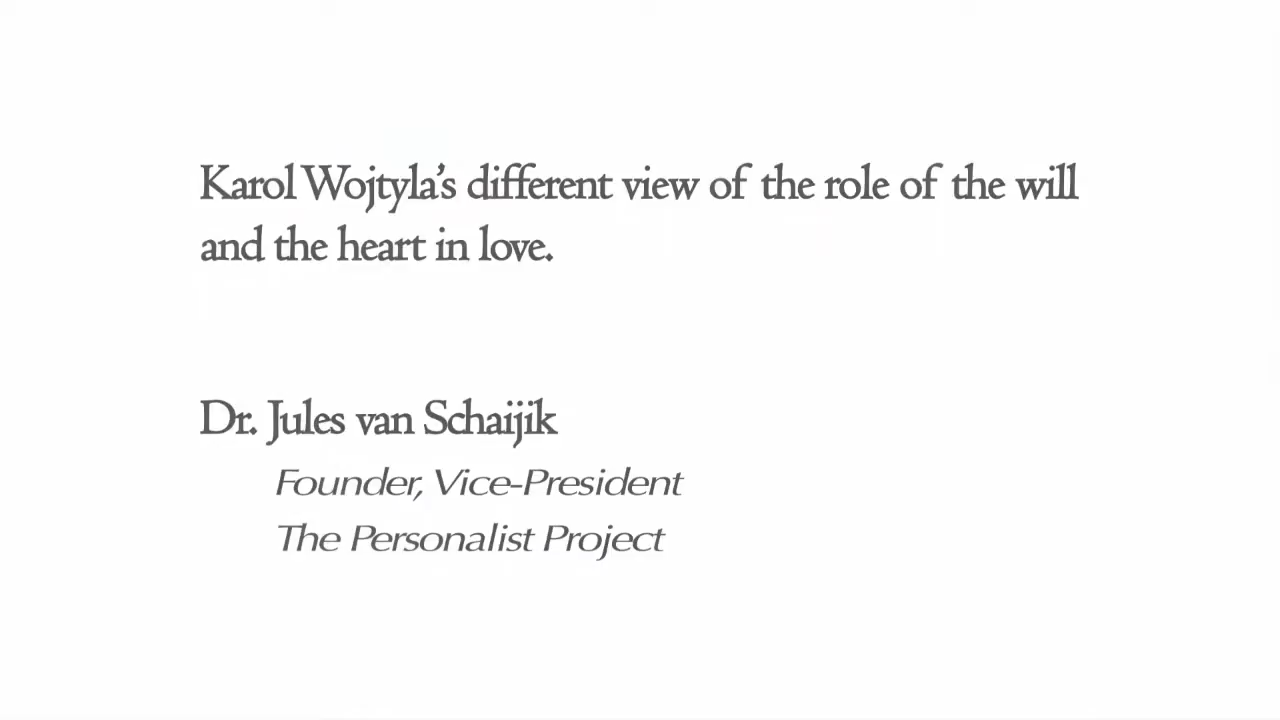 Karol Wojtyla's different view of the role of the will
and the heart in love.
Dr. Jules van Schaijik
Founder, Vice-President
The Personalist Project